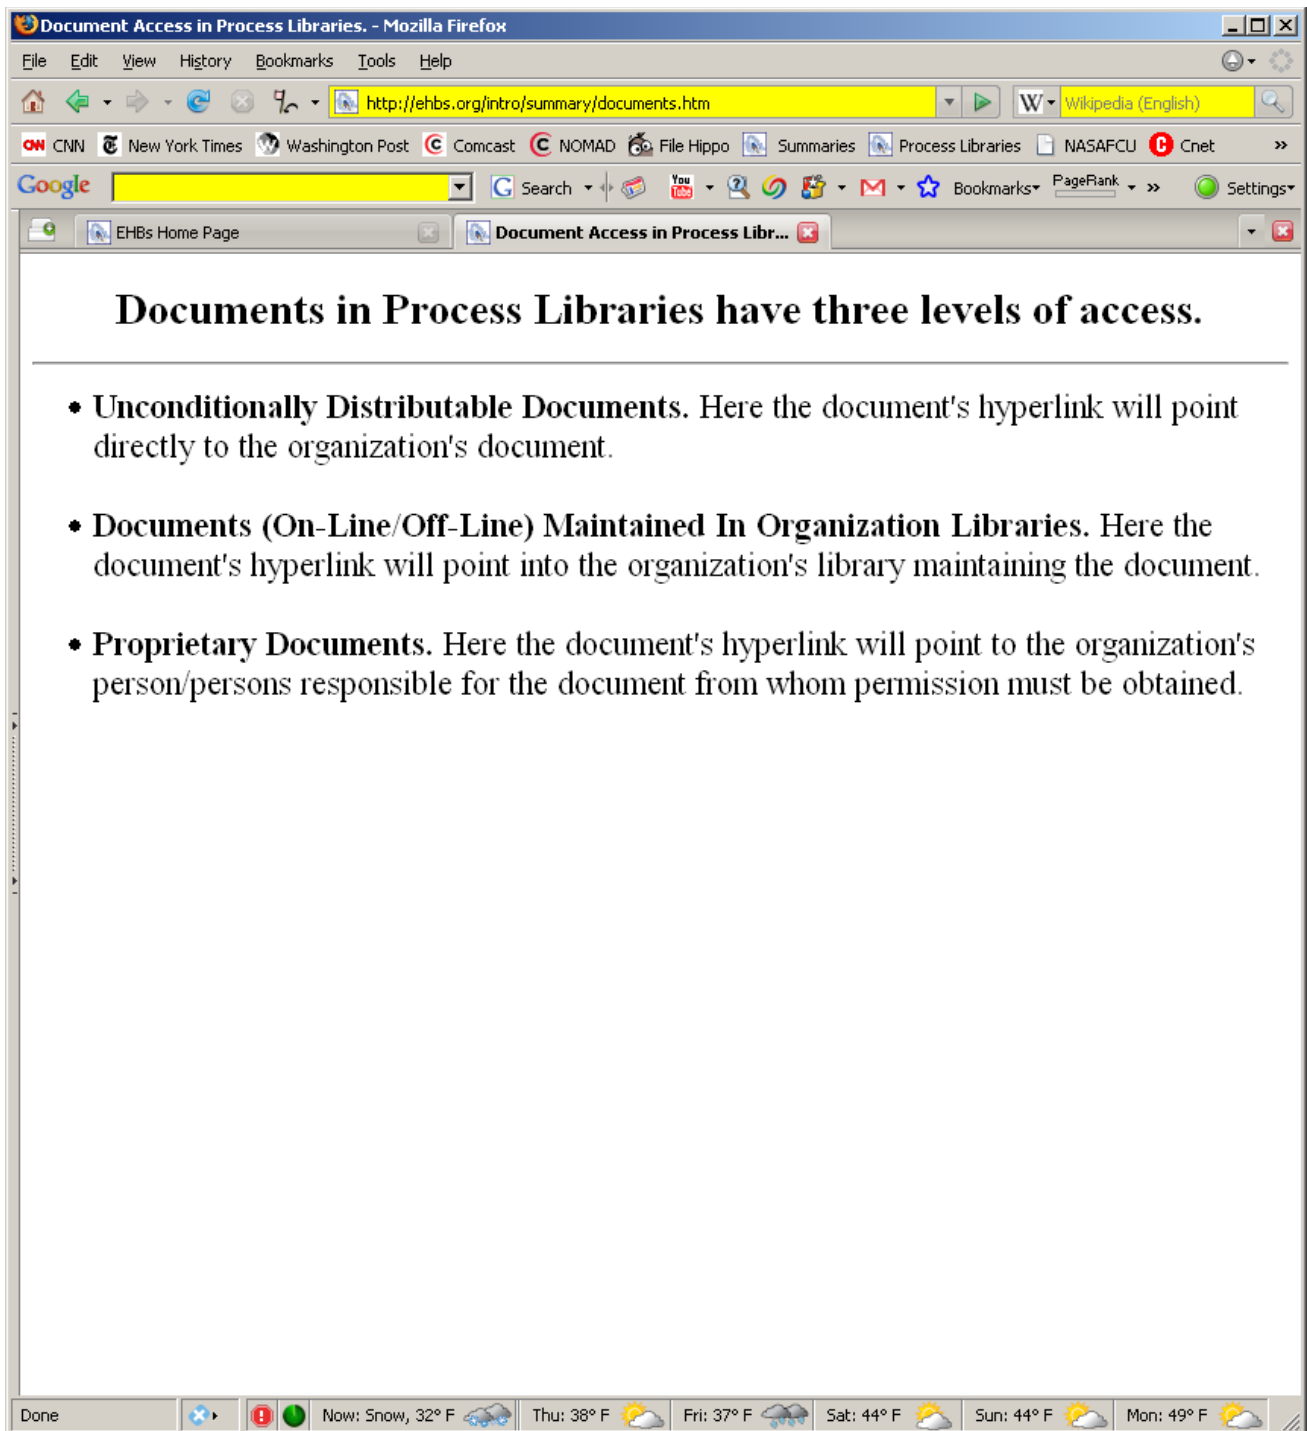 Document Access in Process Libraries. - Mozilla Firefox
File Edit View History Bookmarks Tools Help
http://ehbs.org/intro/summary/documents.htm W Wikipedia (English)
CNN CNN New York Times Washington Post C Comcast C NOMAD File Hippo Summaries Process Libraries NASAFCU C Cnet »
Google G Search You Tube M Bookmarks PageRank » Settings
EHBs Home Page Document Access in Process Libr...
Documents in Process Libraries have three levels of access.
• Unconditionally Distributable Documents. Here the document's hyperlink will point
directly to the organization's document.
• Documents (On-Line/Off-Line) Maintained In Organization Libraries. Here the
document's hyperlink will point into the organization's library maintaining the document.
• Proprietary Documents. Here the document's hyperlink will point to the organization's
person/persons responsible for the document from whom permission must be obtained.
Done Now: Snow, 32° F Thu: 38° F Fri: 37° F Sat: 44° F Sun: 44° F Mon: 49° F